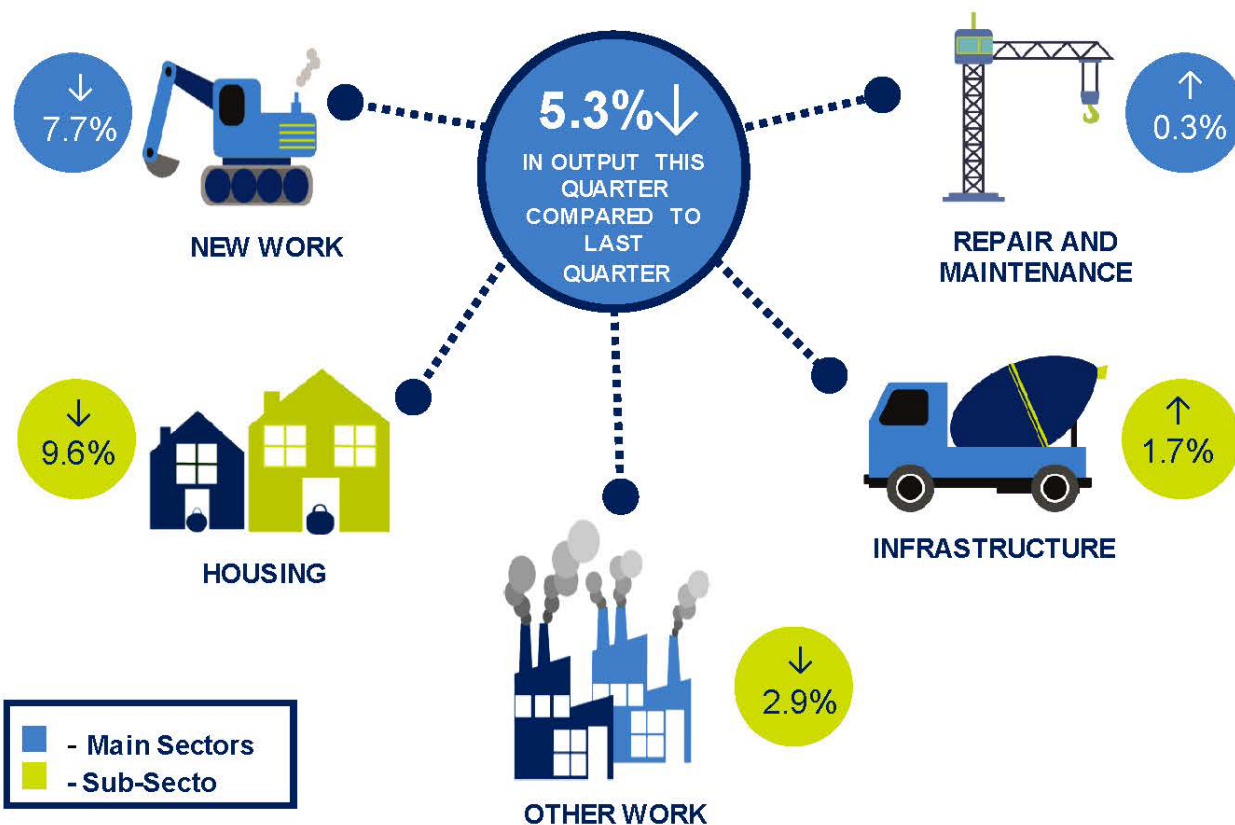 5.3%↓
IN OUTPUT THIS
QUARTER
COMPARED TO
LAST
QUARTER
↓
7.7%
NEW WORK
↑
0.3%
REPAIR AND
MAINTENANCE
↓
9.6%
HOUSING
↑
1.7%
INFRASTRUCTURE
↓
2.9%
OTHER WORK
- Main Sectors
- Sub-Secto